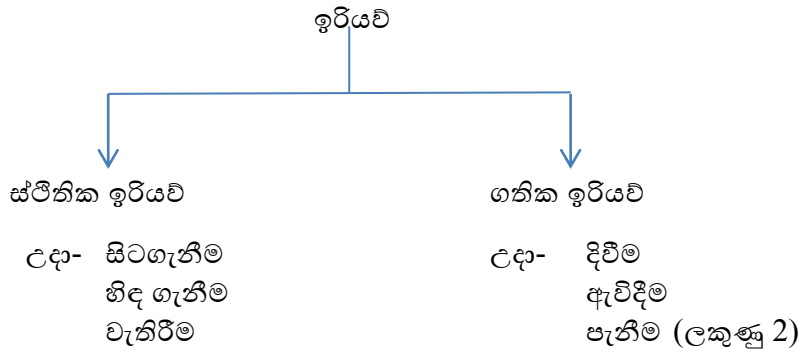 ඉරියව්
ස්ථිතික ඉරියව් ගතික ඉරියව්
උදා- සිටගැනීම උදා- දිවීම
හිඳ ගැනීම ඇවිදීම
වැතිරීම පැනීම (ලකුණු 2)